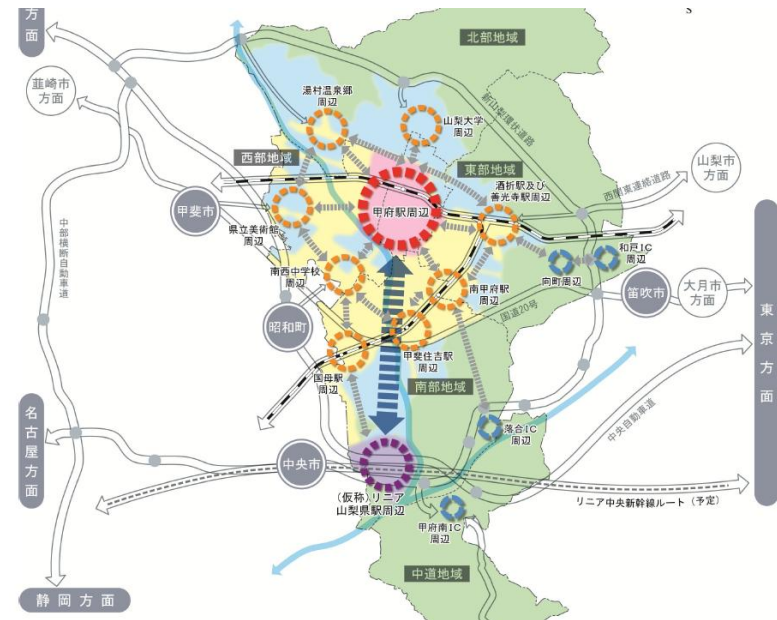 s
方面
北部地域
韮崎市
方面
湯村温泉郷
周辺
山梨大学
周辺
新山梨環状道路
西部地域
東部地域
山梨市
方面
酒折駅及び
善光寺駅周辺
西関東連絡道路
甲府駅周辺
甲斐市
県立美術館
周辺
和戸IC
周辺
中部横断自動車道
南西中学校
周辺
南甲府駅
周辺
向町周辺
笛吹市
大月市
方面
国道20号
東京方面
昭和町
甲斐住吉駅
周辺
国母駅
周辺
南部地域
名古屋方面
落合IC
周辺
中央自動車道
中央市
(仮称)リニア
山梨県駅周辺
リニア中央新幹線ルート（予定）
甲府南IC
周辺
中道地域
静岡方面